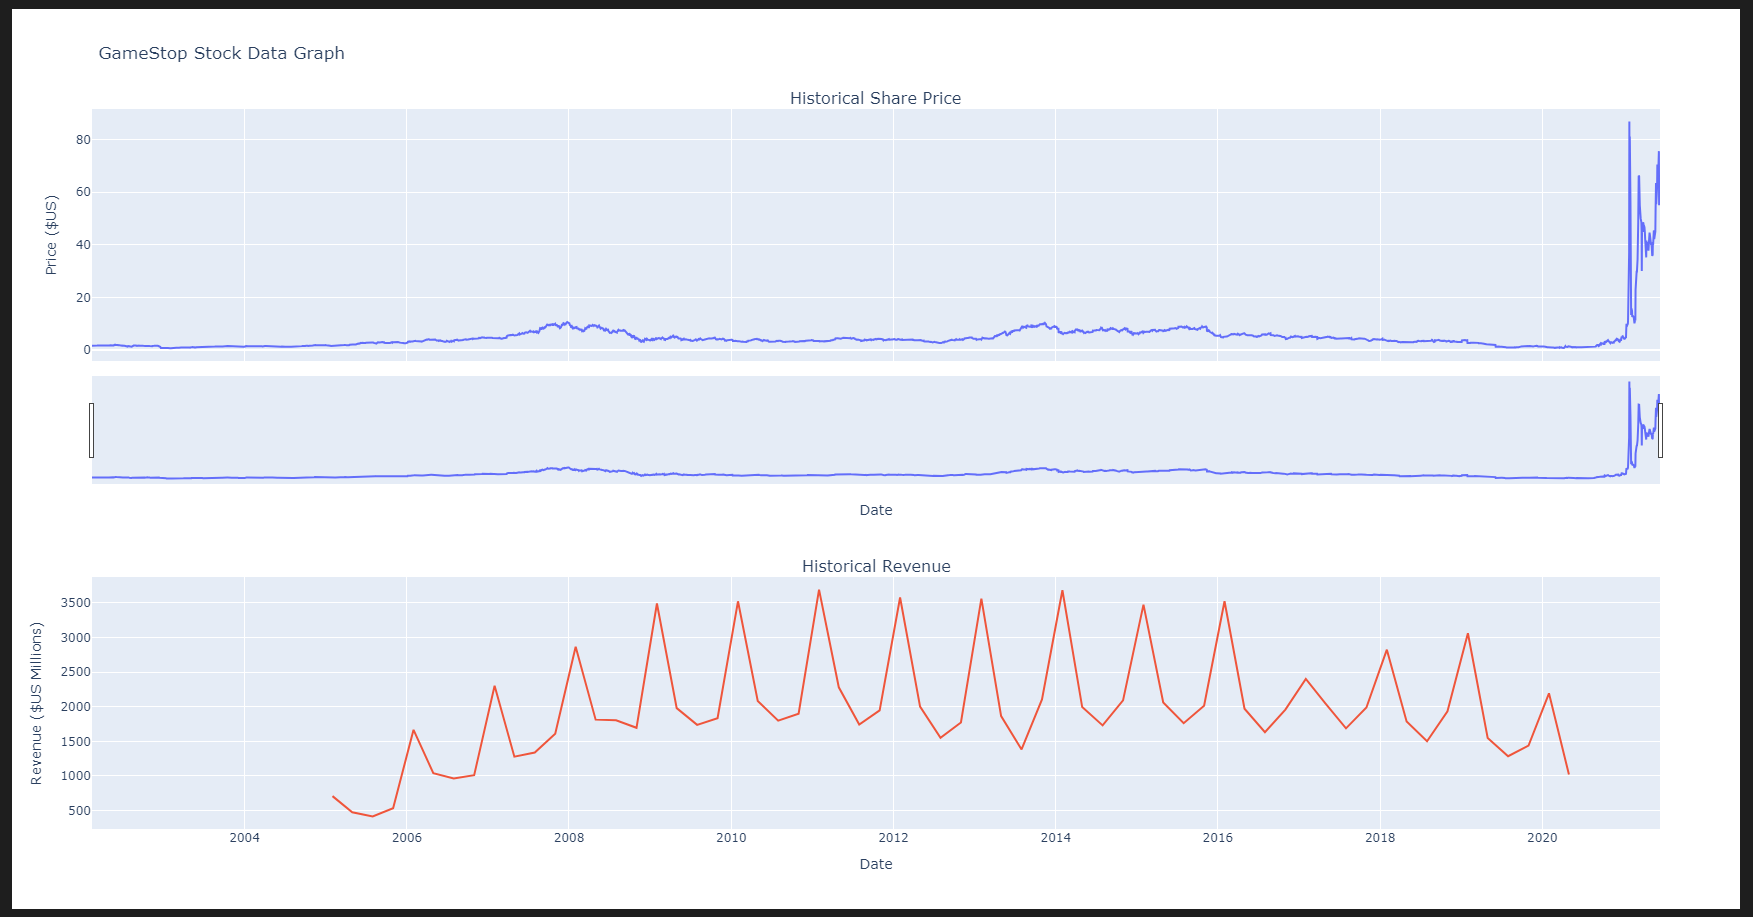 GameStop Stock Data Graph
Historical Share Price
Price ($US)
80
60
40
20
0
Date
Historical Revenue
Revenue ($US Millions)
3500
3000
2500
2000
1500
1000
500
2004 2006 2008 2010 2012 2014 2016 2018 2020
Date